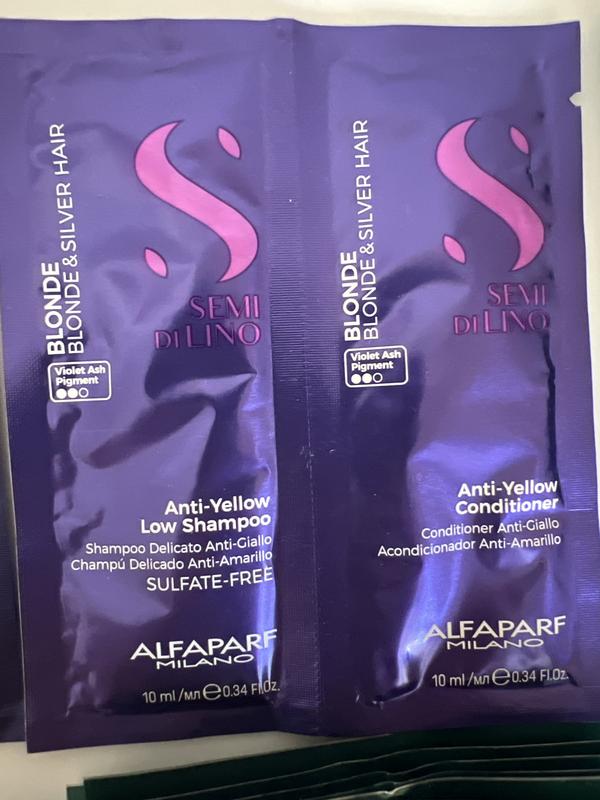 BLONDE
BLONDE & SILVER HAIR
Violet Ash
Pigment
SEMI
DI LINO
Anti-Yellow
Low Shampoo
Shampoo Delicato Anti-Giallo
Champú Delicado Anti-Amarillo
SULFATE-FREE
ALFAPARF
MILANO
10 ml/мл ℮ 0.34 Fl.Oz.
BLONDE
BLONDE & SILVER HAIR
Violet Ash
Pigment
SEMI
DI LINO
Anti-Yellow
Conditioner
Conditioner Anti-Giallo
Acondicionador Anti-Amarillo
ALFAPARF
MILANO
10 ml/мл ℮ 0.34 Fl.Oz.